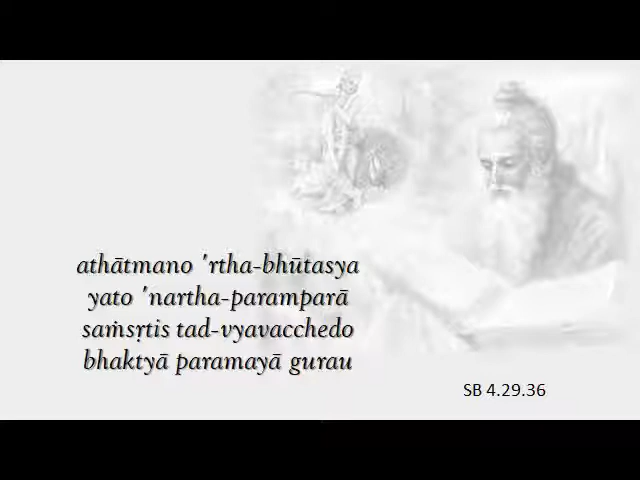 athātmano 'rtha-bhūtasya
yato 'nartha-paramparā
saṁsṛtis tad-vyavacchedo
bhaktyā paramayā gurau
SB 4.29.36